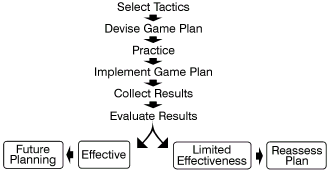 Select Tactics
Devise Game Plan
Practice
Implement Game Plan
Collect Results
Evaluate Results
Future
Planning
Effective
Limited
Effectiveness
Reassess
Plan